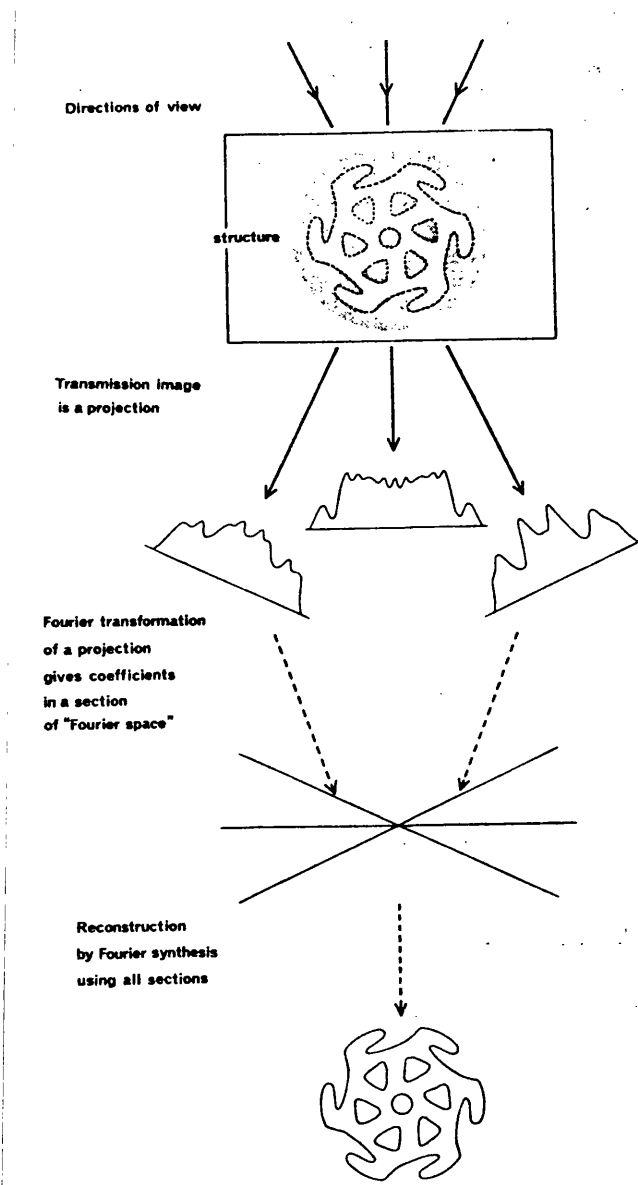 Directions of view
structure
Transmission image
is a projection
Fourier transformation
of a projection
gives coefficients
in a section
of "Fourier space"
Reconstruction
by Fourier synthesis
using all sections